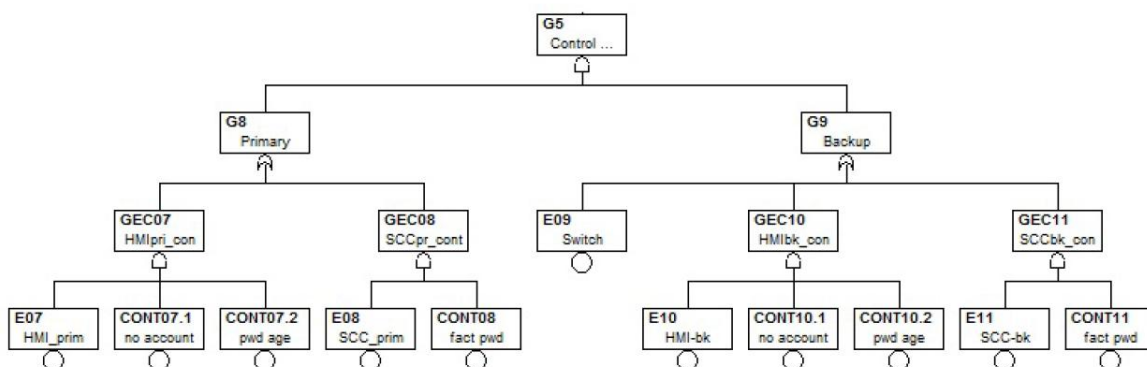 G5
Control ...
G8
Primary
G9
Backup
GEC07
HMIpri_con
GEC08
SCCpr_cont
E09
Switch
GEC10
HMIbk_con
GEC11
SCCbk_con
E07
HMI_prim
CONT07.1
no account
CONT07.2
pwd age
E08
SCC_prim
CONT08
fact pwd
E10
HMI-bk
CONT10.1
no account
CONT10.2
pwd age
E11
SCC-bk
CONT11
fact pwd